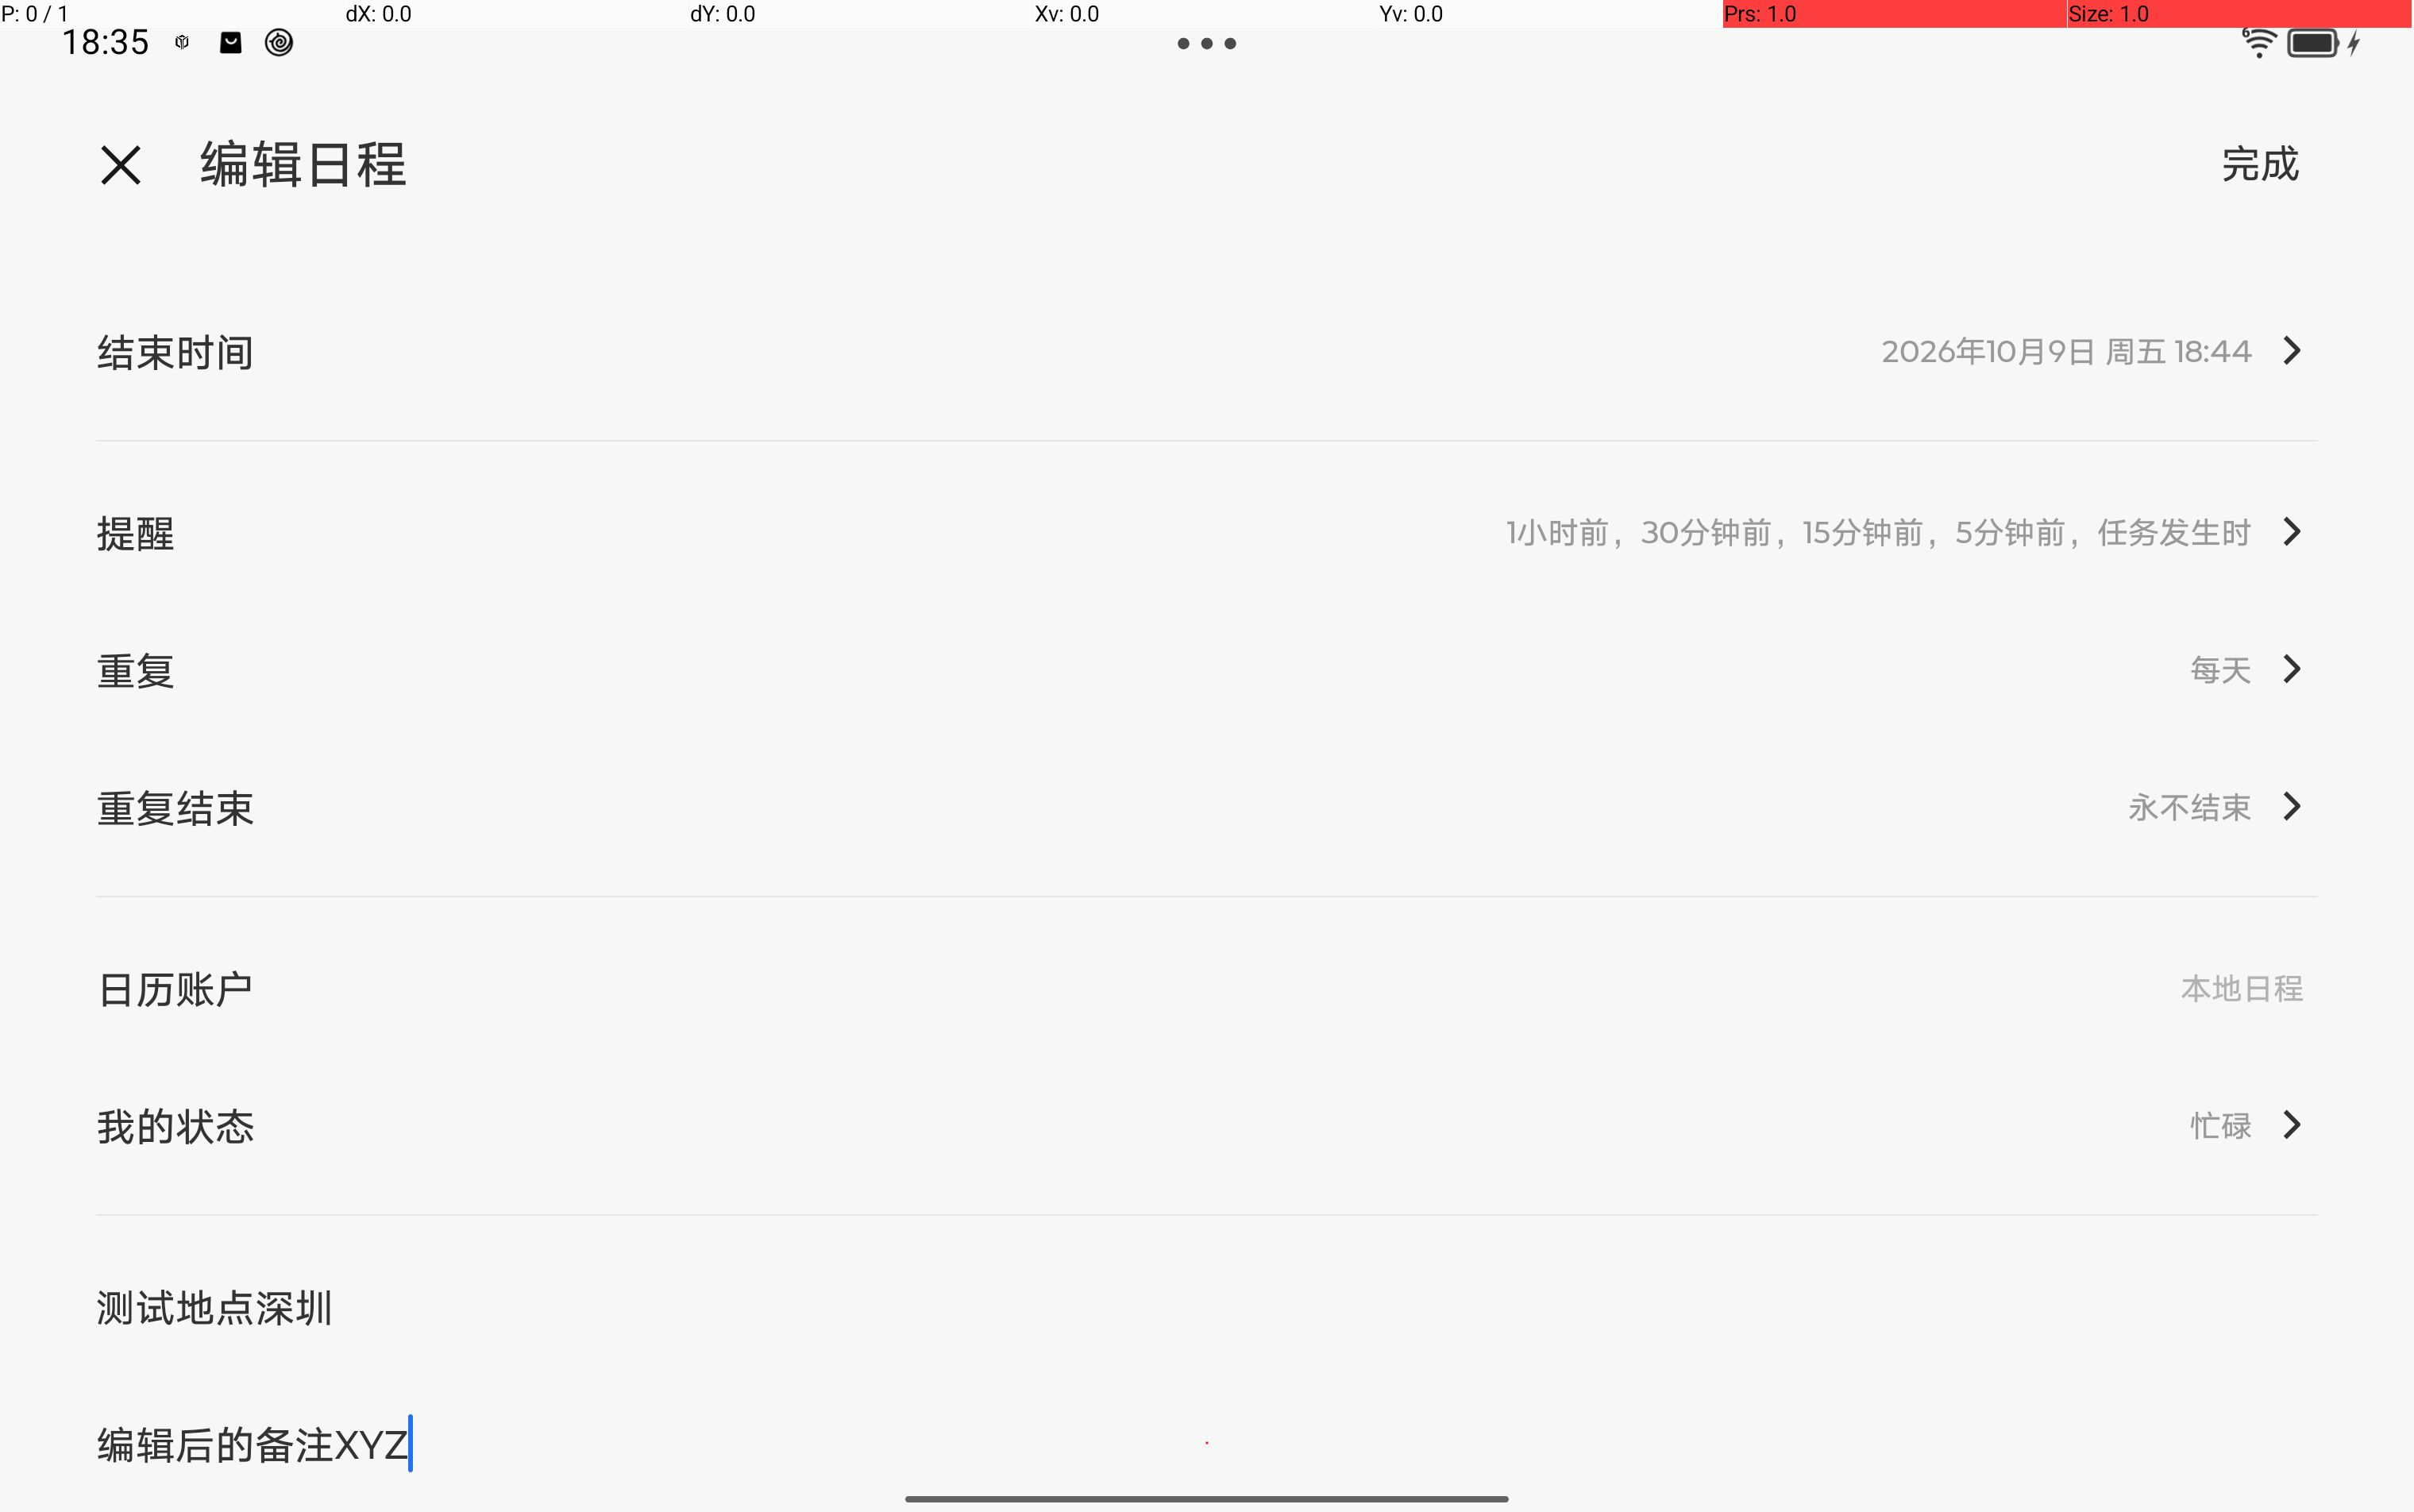 P: 0 / 1 dX: 0.0 dY: 0.0 Xv: 0.0 Yv: 0.0 Prs: 1.0 Size: 1.0
18:35 6
编辑日程 完成
结束时间 2026年10月9日 周五 18:44
提醒 1小时前，30分钟前，15分钟前，5分钟前，任务发生时
重复 每天
重复结束 永不结束
日历账户 本地日程
我的状态 忙碌
测试地点深圳
编辑后的备注XYZ